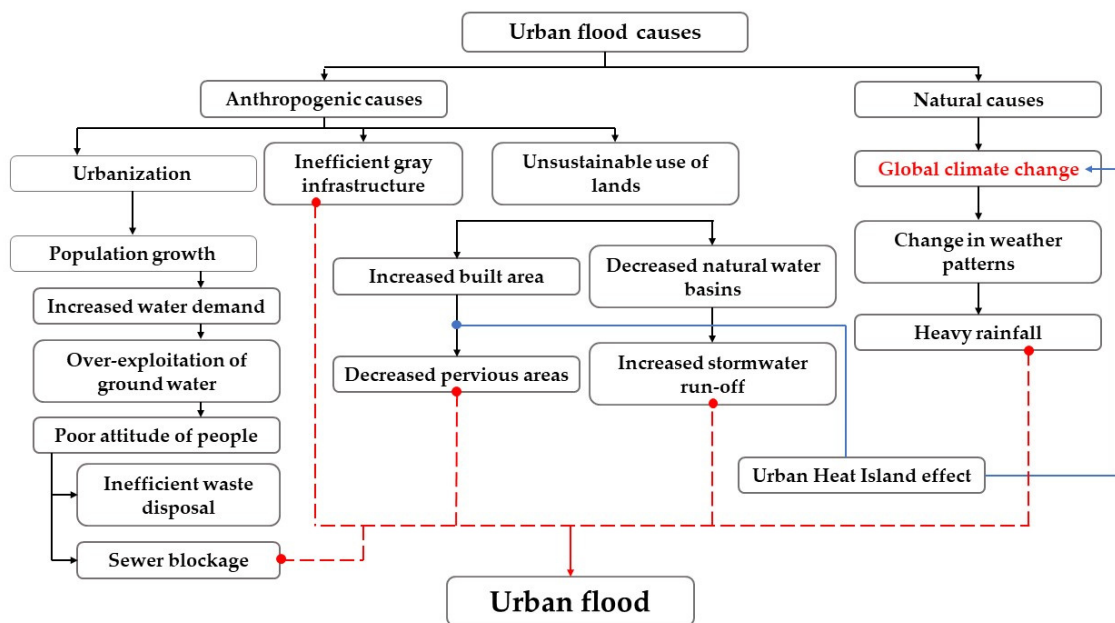 Urban flood causes
Anthropogenic causes
Natural causes
Urbanization
Inefficient gray
infrastructure
Unsustainable use of
lands
Global climate change
Population growth
Increased built area
Decreased natural water
basins
Change in weather
patterns
Increased water demand
Heavy rainfall
Over-exploitation of
ground water
Decreased pervious areas
Increased stormwater
run-off
Poor attitude of people
Urban Heat Island effect
Inefficient waste
disposal
Sewer blockage
Urban flood